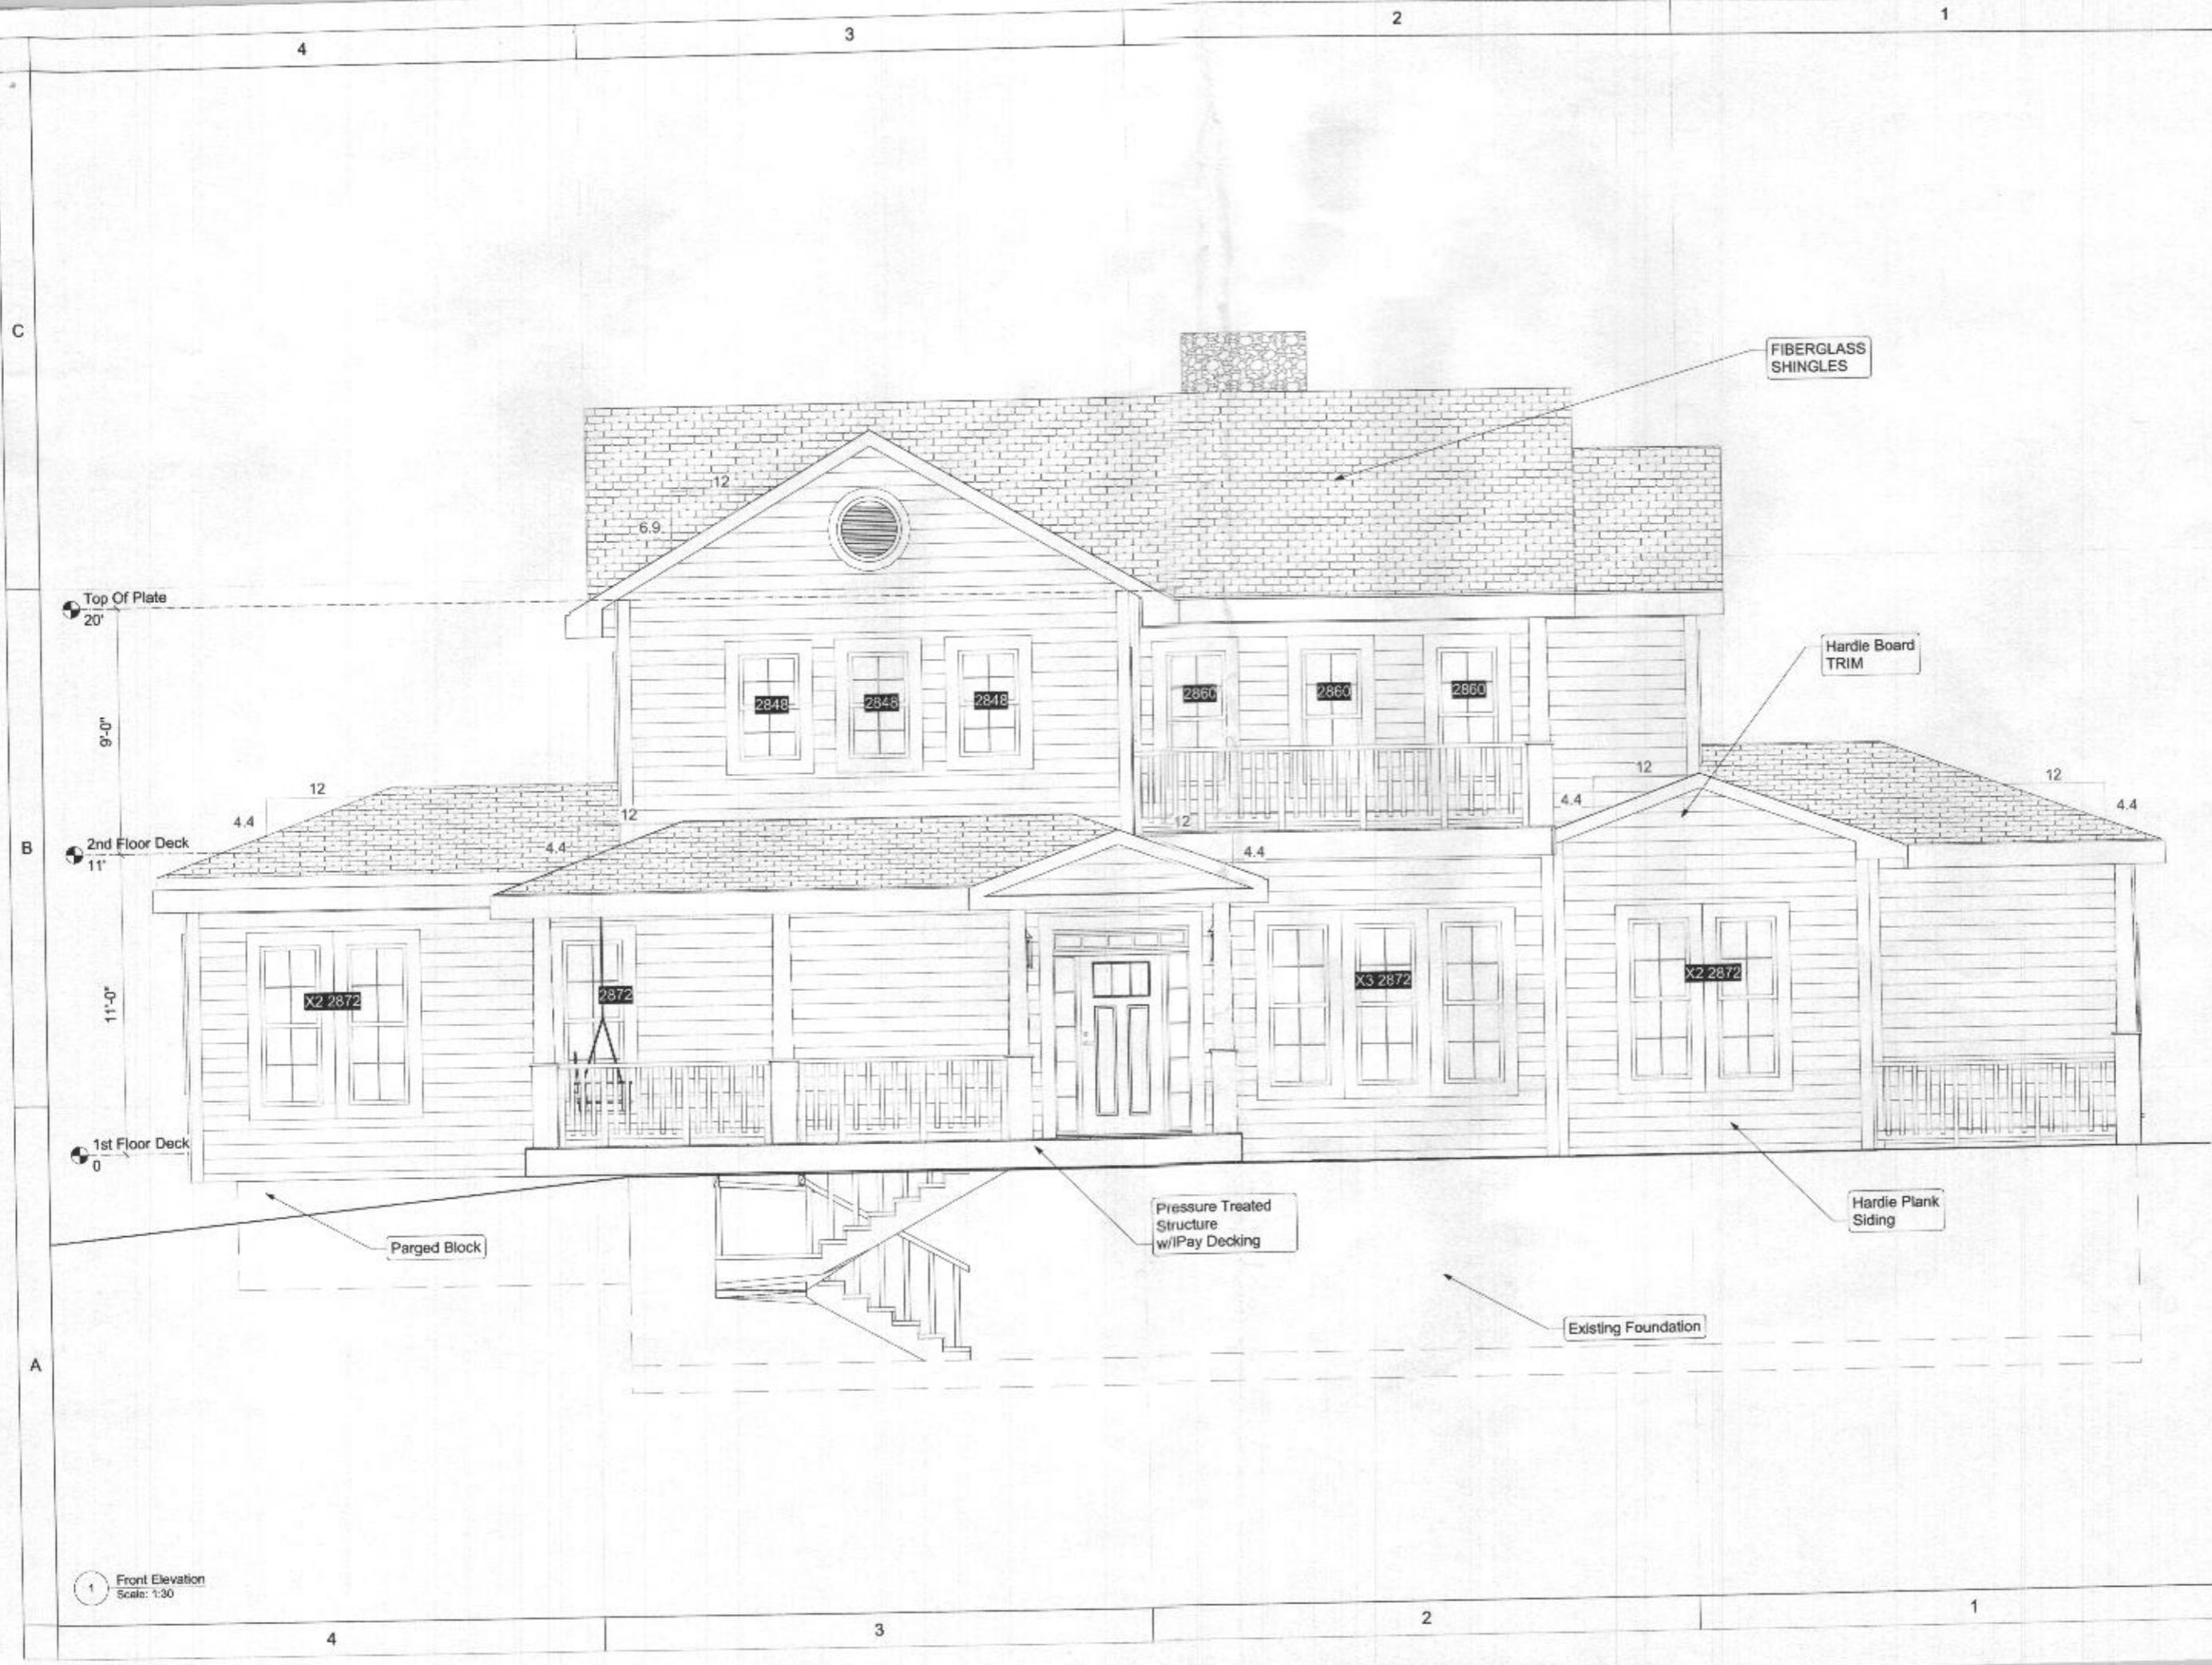 4
3
2
1
C
FIBERGLASS
SHINGLES
12
6.9
Top Of Plate
20'
Hardie Board
TRIM
2848
2848
2848
2860
2860
2860
9'-0"
12
4.4
12
4.4
12
4.4
12
4.4
12
4.4
B
2nd Floor Deck
11'
X2 2872
2872
X3 2872
X2 2872
11'-0"
1st Floor Deck
0
Parged Block
Pressure Treated
Structure
w/IPay Decking
Hardie Plank
Siding
Existing Foundation
A
1
Front Elevation
Scale: 1:30
4
3
2
1